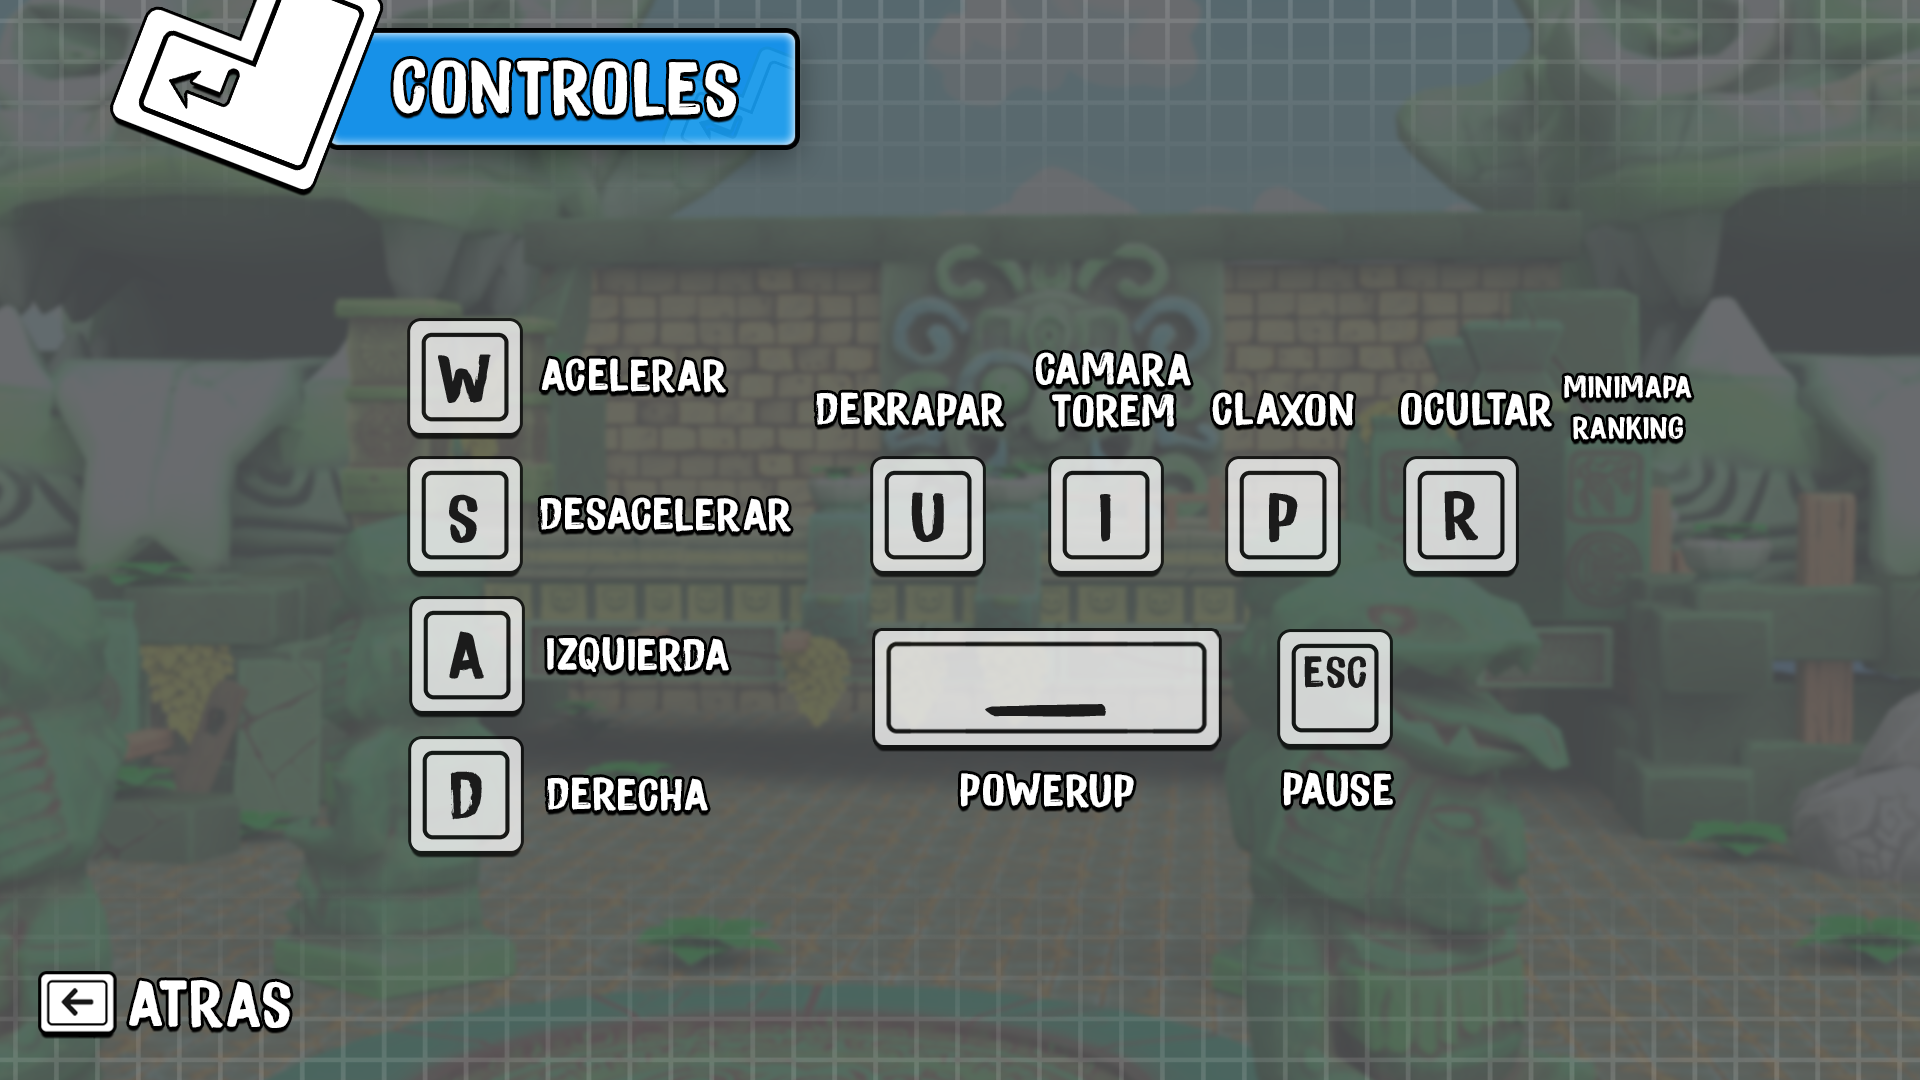 CONTROLES
W ACELERAR
S DESACELERAR
A IZQUIERDA
D DERECHA
DERRAPAR
CAMARA
TOREM
CLAXON
OCULTAR
MINIMAPA
RANKING
U I P R
ESC
POWERUP PAUSE
ATRAS